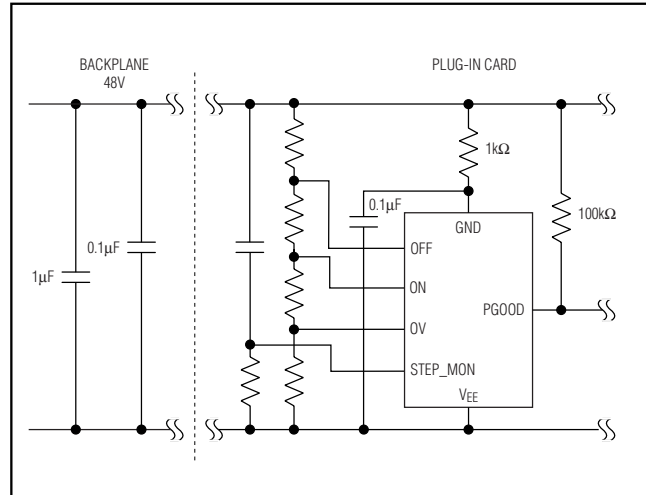 BACKPLANE
48V
PLUG-IN CARD
1kΩ
0.1μF
100kΩ
GND
0.1μF
1μF
OFF
ON
OV
PGOOD
STEP_MON
VEE